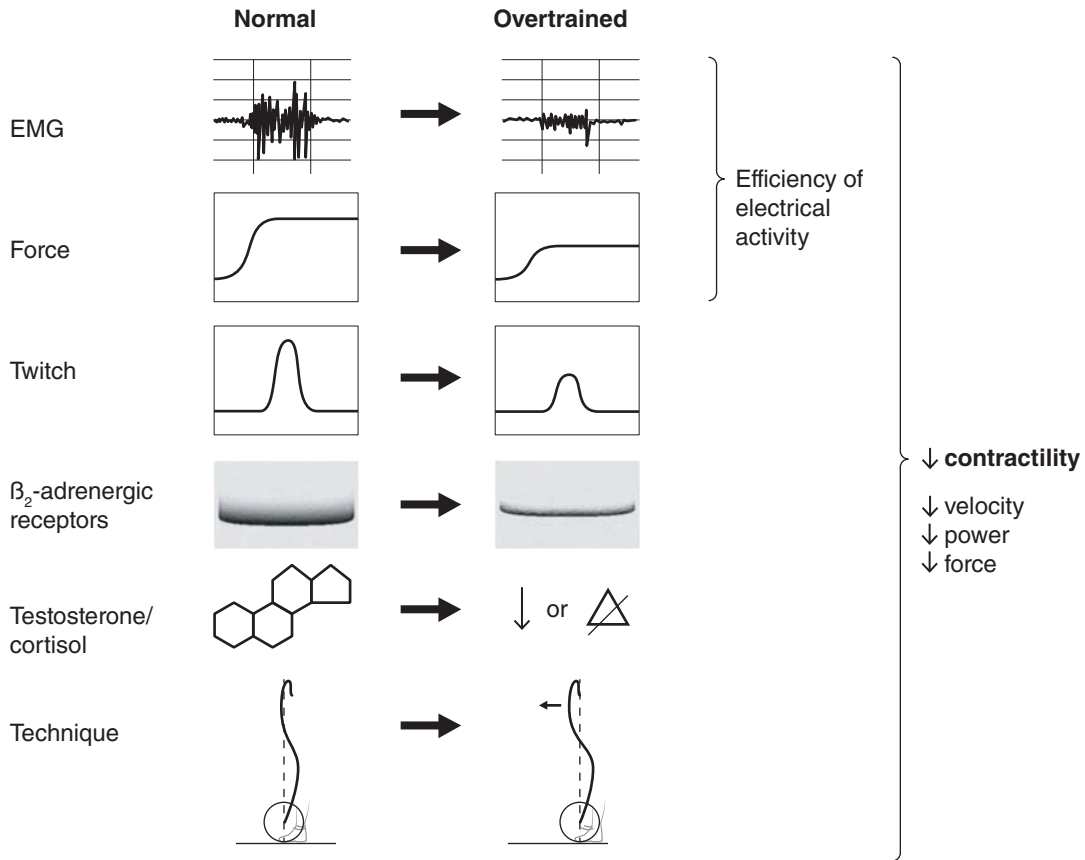 Normal
Overtrained
EMG
Efficiency of
electrical
activity
Force
Twitch
↓ contractility
ß₂-adrenergic
receptors
↓ velocity
↓ power
↓ force
Testosterone/
cortisol
↓ or
Technique